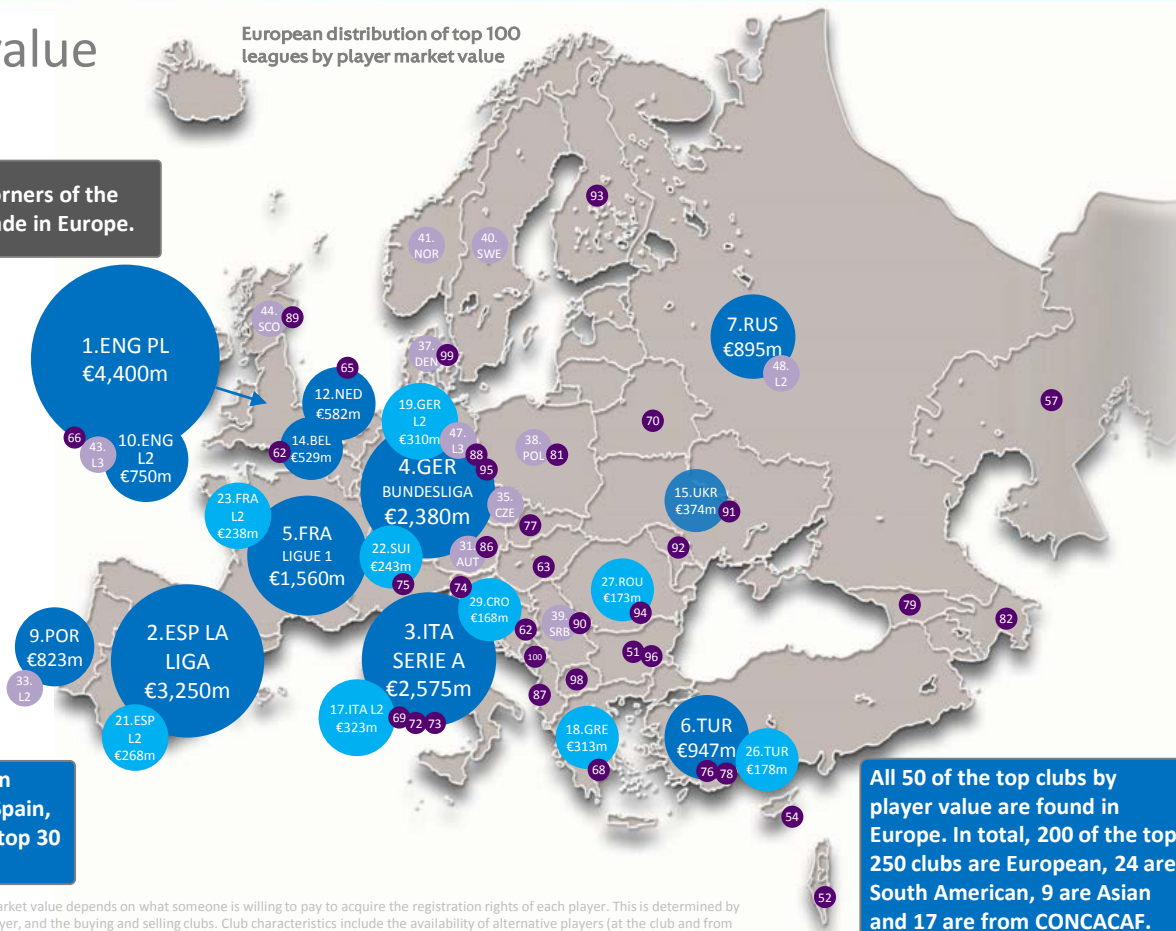 value
European distribution of top 100
leagues by player market value
orners of the
de in Europe.
93
41.
NOR
40.
SWE
44.
SCO
89
1.ENG PL
€4,400m
37.
DEN
99
7.RUS
€895m
48.
L2
65
12.NED
€582m
19.GER
L2
€310m
57
70
66
43.
L3
10.ENG
L2
€750m
62
14.BEL
€529m
47.
L3
88
95
38.
POL
81
4.GER
BUNDESLIGA
€2,380m
35.
CZE
77
15.UKR
€374m
91
23.FRA
L2
€238m
5.FRA
LIGUE 1
€1,560m
22.SUI
€243m
75
31.
AUT
86
63
92
74
29.CRO
€168m
27.ROU
€173m
94
79
82
9.POR
€823m
33.
L2
2.ESP LA
LIGA
€3,250m
3.ITA
SERIE A
€2,575m
62
39.
SRB
90
100
51
96
98
87
21.ESP
L2
€268m
17.ITA L2
€323m
69
72
73
18.GRE
€313m
68
6.TUR
€947m
76
78
26.TUR
€178m
54
52
n
Spain,
top 30
All 50 of the top clubs by
player value are found in
Europe. In total, 200 of the top
250 clubs are European, 24 are
South American, 9 are Asian
and 17 are from CONCACAF.
arket value depends on what someone is willing to pay to acquire the registration rights of each player. This is determined by
yer, and the buying and selling clubs. Club characteristics include the availability of alternative players (at the club and from